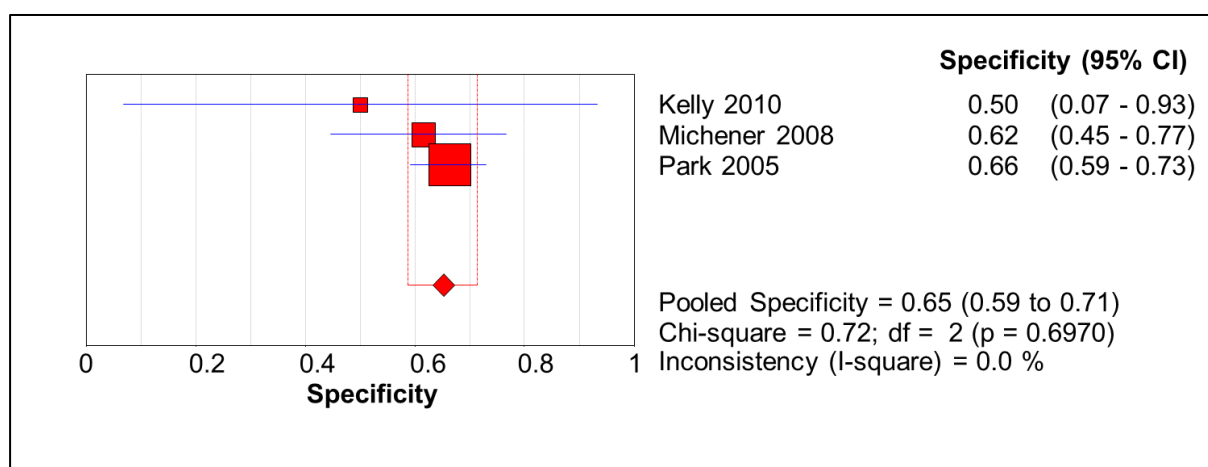 Specificity (95% CI)
Kelly 2010 0.50 (0.07 - 0.93)
Michener 2008 0.62 (0.45 - 0.77)
Park 2005 0.66 (0.59 - 0.73)
Pooled Specificity = 0.65 (0.59 to 0.71)
Chi-square = 0.72; df = 2 (p = 0.6970)
Inconsistency (I-square) = 0.0 %
0 0.2 0.4 0.6 0.8 1
Specificity